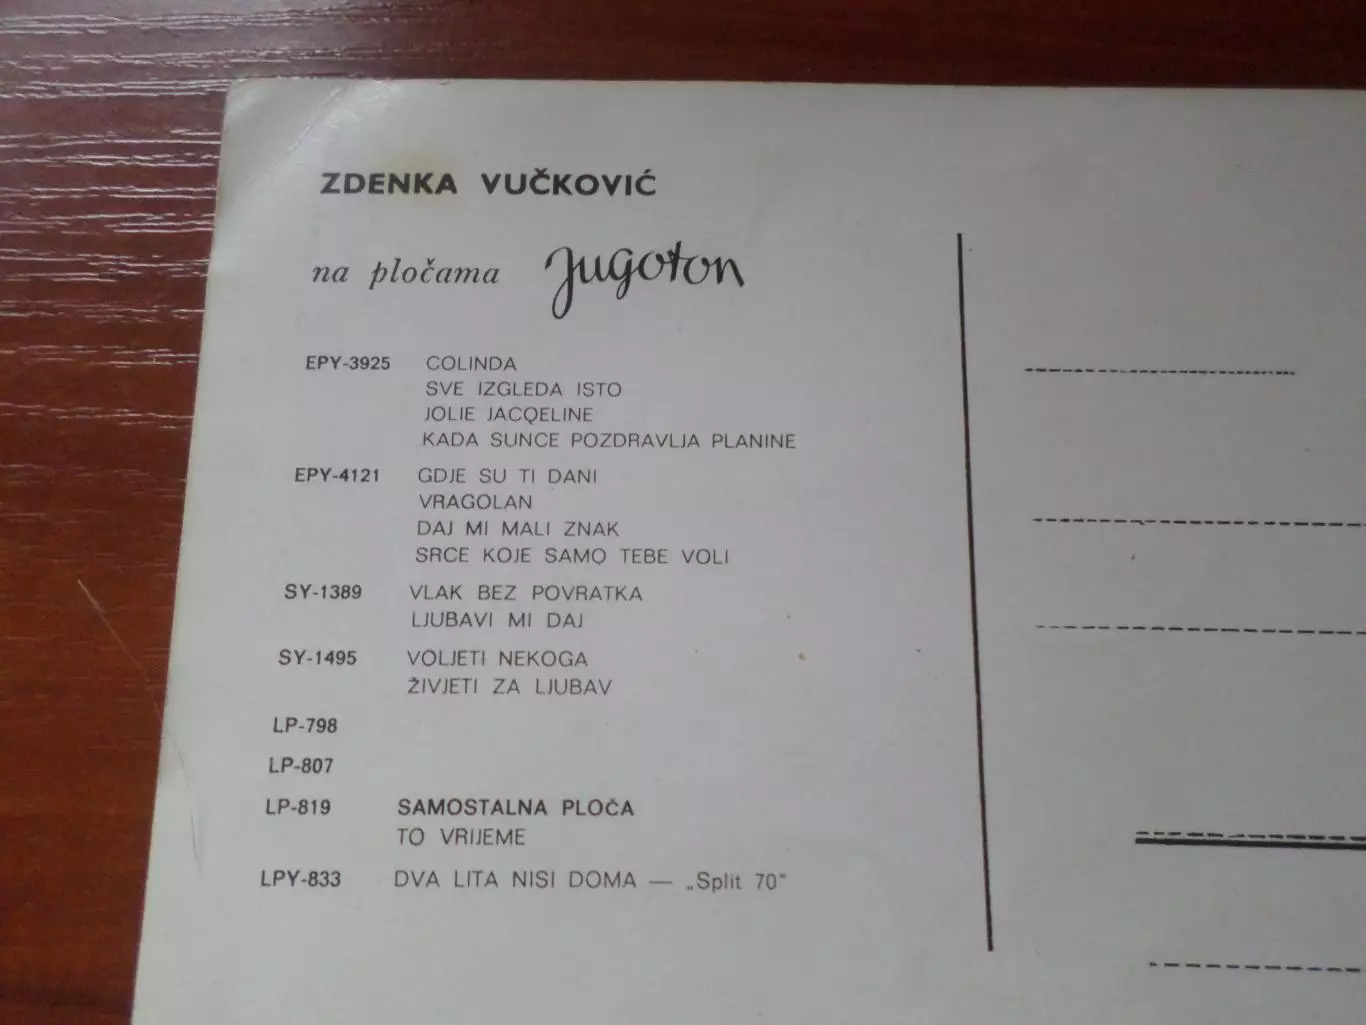 ZDENKA VUČKOVIĆ
na pločama Jugoton
EPY-3925 COLINDA
SVE IZGLEDA ISTO
JOLIE JACQELINE
KADA SUNCE POZDRAVLJA PLANINE
EPY-4121 GDJE SU TI DANI
VRAGOLAN
DAJ MI MALI ZNAK
SRCE KOJE SAMO TEBE VOLI
SY-1389 VLAK BEZ POVRATKA
LJUBAVI MI DAJ
SY-1495 VOLJETI NEKOGA
ŽIVJETI ZA LJUBAV
LP-798
LP-807
LP-819 SAMOSTALNA PLOČA
TO VRIJEME
LPY-833 DVA LITA NISI DOMA — „Split 70"